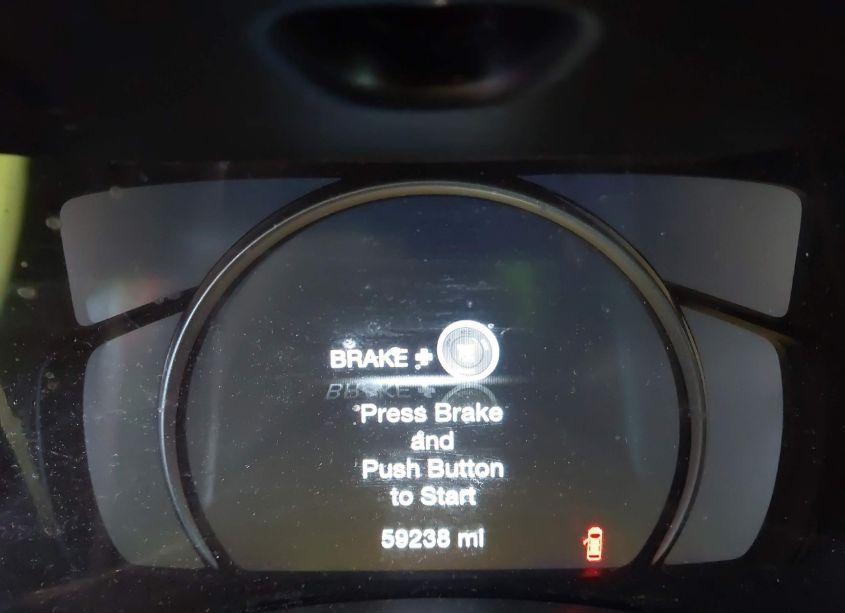 BRAKE +
Press Brake
and
Push Button
to Start
59238 mi